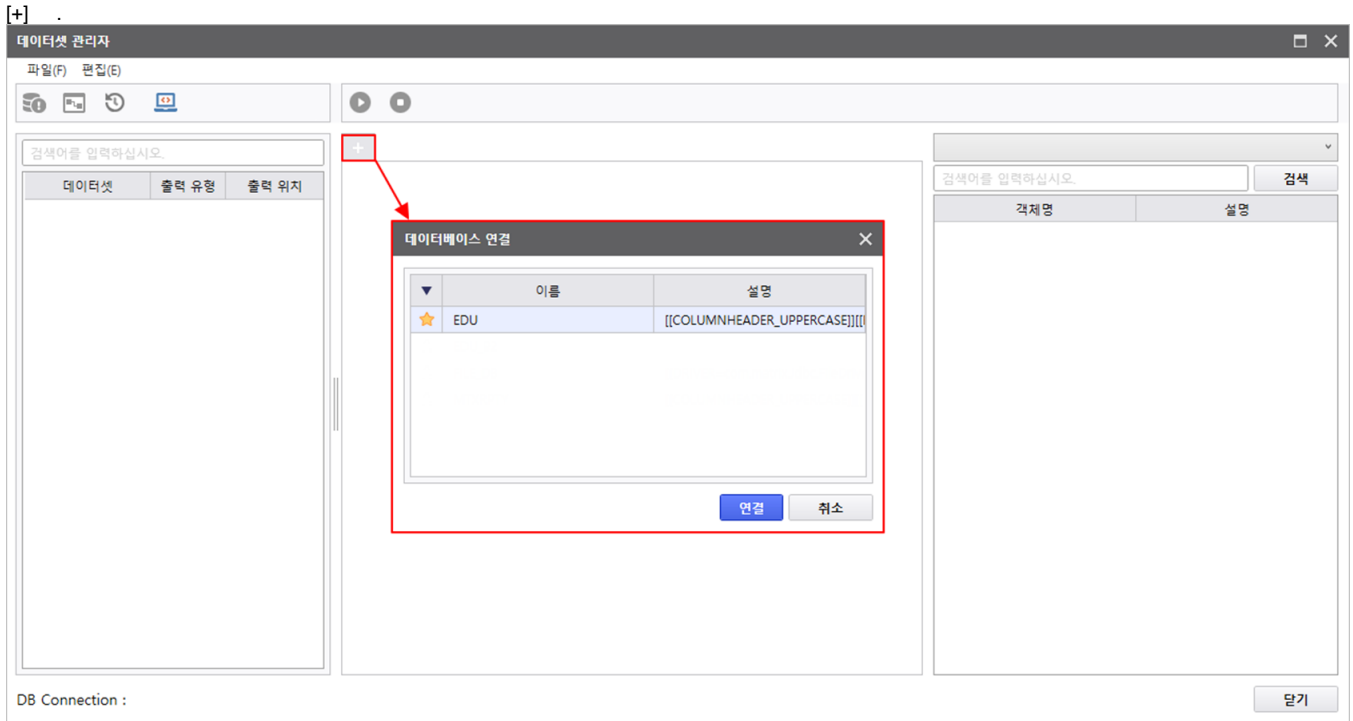 [+]     .
데이터셋 관리자
파일(F) 편집(E)
검색어를 입력하십시오.
데이터셋 출력 유형 출력 위치
+
데이터베이스 연결
▼ 이름 설명
EDU [[COLUMNHEADER_UPPERCASE]][[
연결 취소
검색어를 입력하십시오. 검색
객체명 설명
DB Connection :
닫기